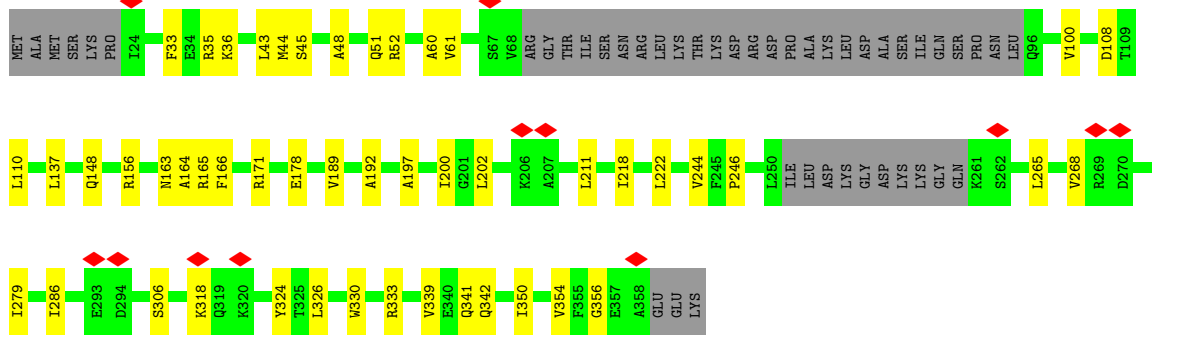 MET ALA MET SER LYS PRO I24 F33 E34 R35 K36 L43 M44 S45 A48 Q51 R52 A60 V61 S67 V68 ARG GLY THR ILE SER ASN ARG LEU LYS THR LYS ASP ARG ASP PRO ALA LYS LEU ASP ALA SER ILE GLN SER PRO ASN LEU Q96 V100 D108 T109
L110 L137 Q148 R156 N163 A164 R165 F166 R171 E178 V189 A192 A197 I200 G201 L202 K206 A207 L211 I218 L222 V244 F245 P246 L250 ILE LEU ASP LYS GLY ASP LYS LYS GLY GLN K261 S262 L265 V268 R269 D270
I279 I286 E293 D294 S306 K318 Q319 K320 Y324 T325 L326 W330 R333 V339 E340 Q341 Q342 I350 V354 F355 G356 E357 A358 GLU GLU LYS